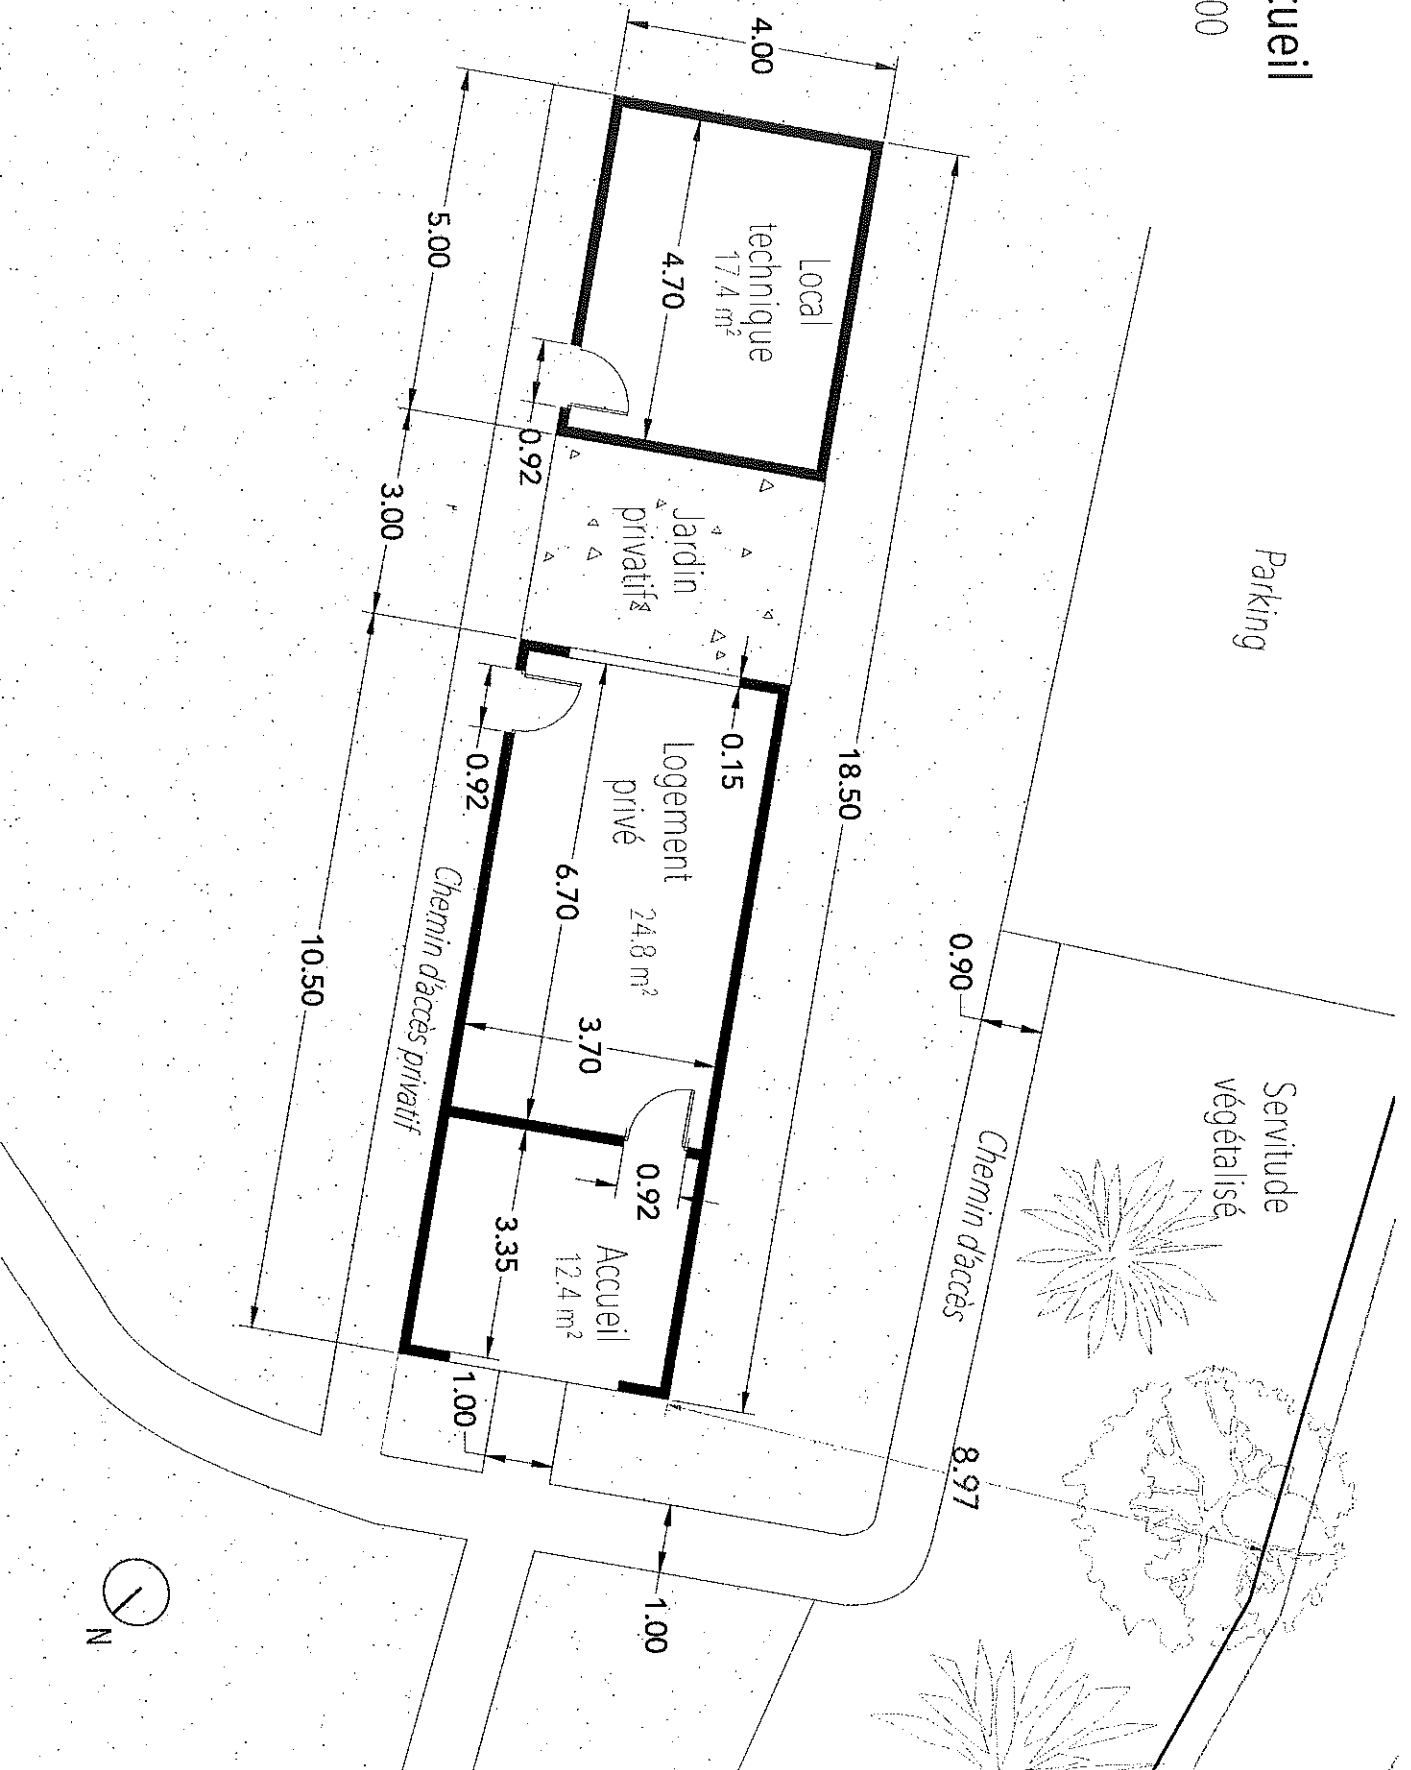 cueil
00
Parking
Servitude
végétalisé
Chemin d'accès
0.90
8.97
18.50
4.00
Local
technique
17.4 m²
4.70
5.00
0.92
Jardin
privatif
3.00
0.15
Logement
privé
24.8 m²
6.70
3.70
0.92
0.92
Accueil
12.4 m²
3.35
1.00
1.00
Chemin d'accès privatif
10.50
N